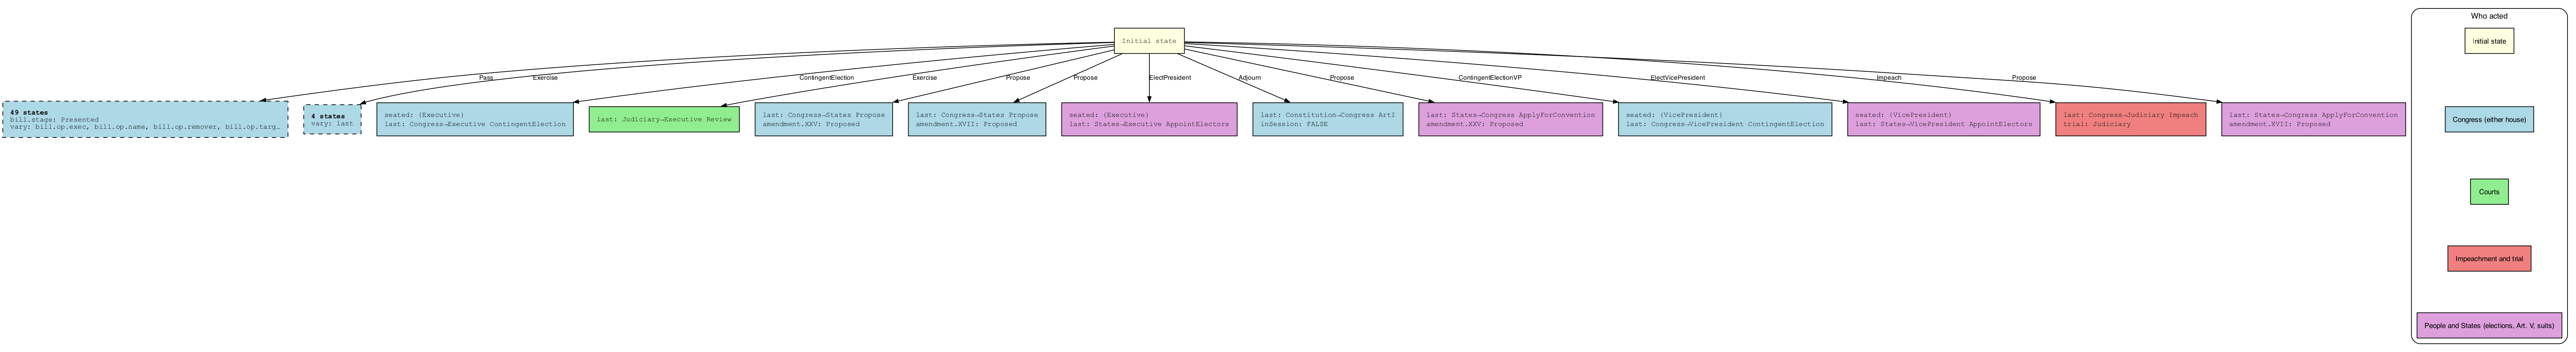 Who acted
Initial state
Initial state
Pass
Exercise
ContingentElection
Exercise
Propose
Propose
ElectPresident
Adjourn
Propose
ContingentElectionVP
ElectVicePresident
Impeach
Propose
49 states
bill.stage: Presented
vary: bill.op.exec, bill.op.name, bill.op.remover, bill.op.targ…
4 states
vary: last
seated: (Executive)
last: Congress→Executive ContingentElection
last: Judiciary→Executive Review
last: Congress→States Propose
amendment.XXV: Proposed
last: Congress→States Propose
amendment.XVII: Proposed
seated: (Executive)
last: States→Executive AppointElectors
last: Constitution→Congress ArtI
inSession: FALSE
last: States→Congress ApplyForConvention
amendment.XXV: Proposed
seated: (VicePresident)
last: Congress→VicePresident ContingentElection
seated: (VicePresident)
last: States→VicePresident AppointElectors
last: Congress→Judiciary Impeach
trial: Judiciary
last: States→Congress ApplyForConvention
amendment.XVII: Proposed
Congress (either house)
Courts
Impeachment and trial
People and States (elections, Art. V, suits)